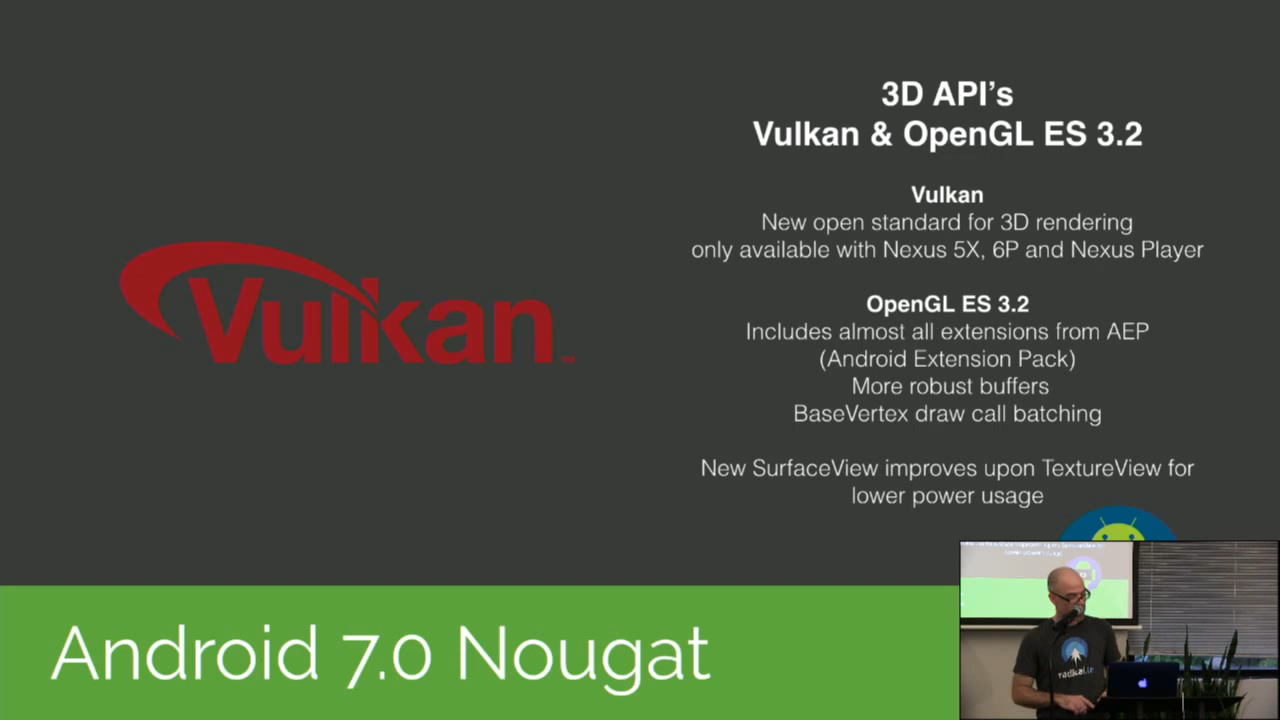 3D API’s
Vulkan & OpenGL ES 3.2
Vulkan
New open standard for 3D rendering
only available with Nexus 5X, 6P and Nexus Player
OpenGL ES 3.2
Includes almost all extensions from AEP
(Android Extension Pack)
More robust buffers
BaseVertex draw call batching
New SurfaceView improves upon TextureView for
lower power usage
Vulkan™
Android 7.0 Nougat